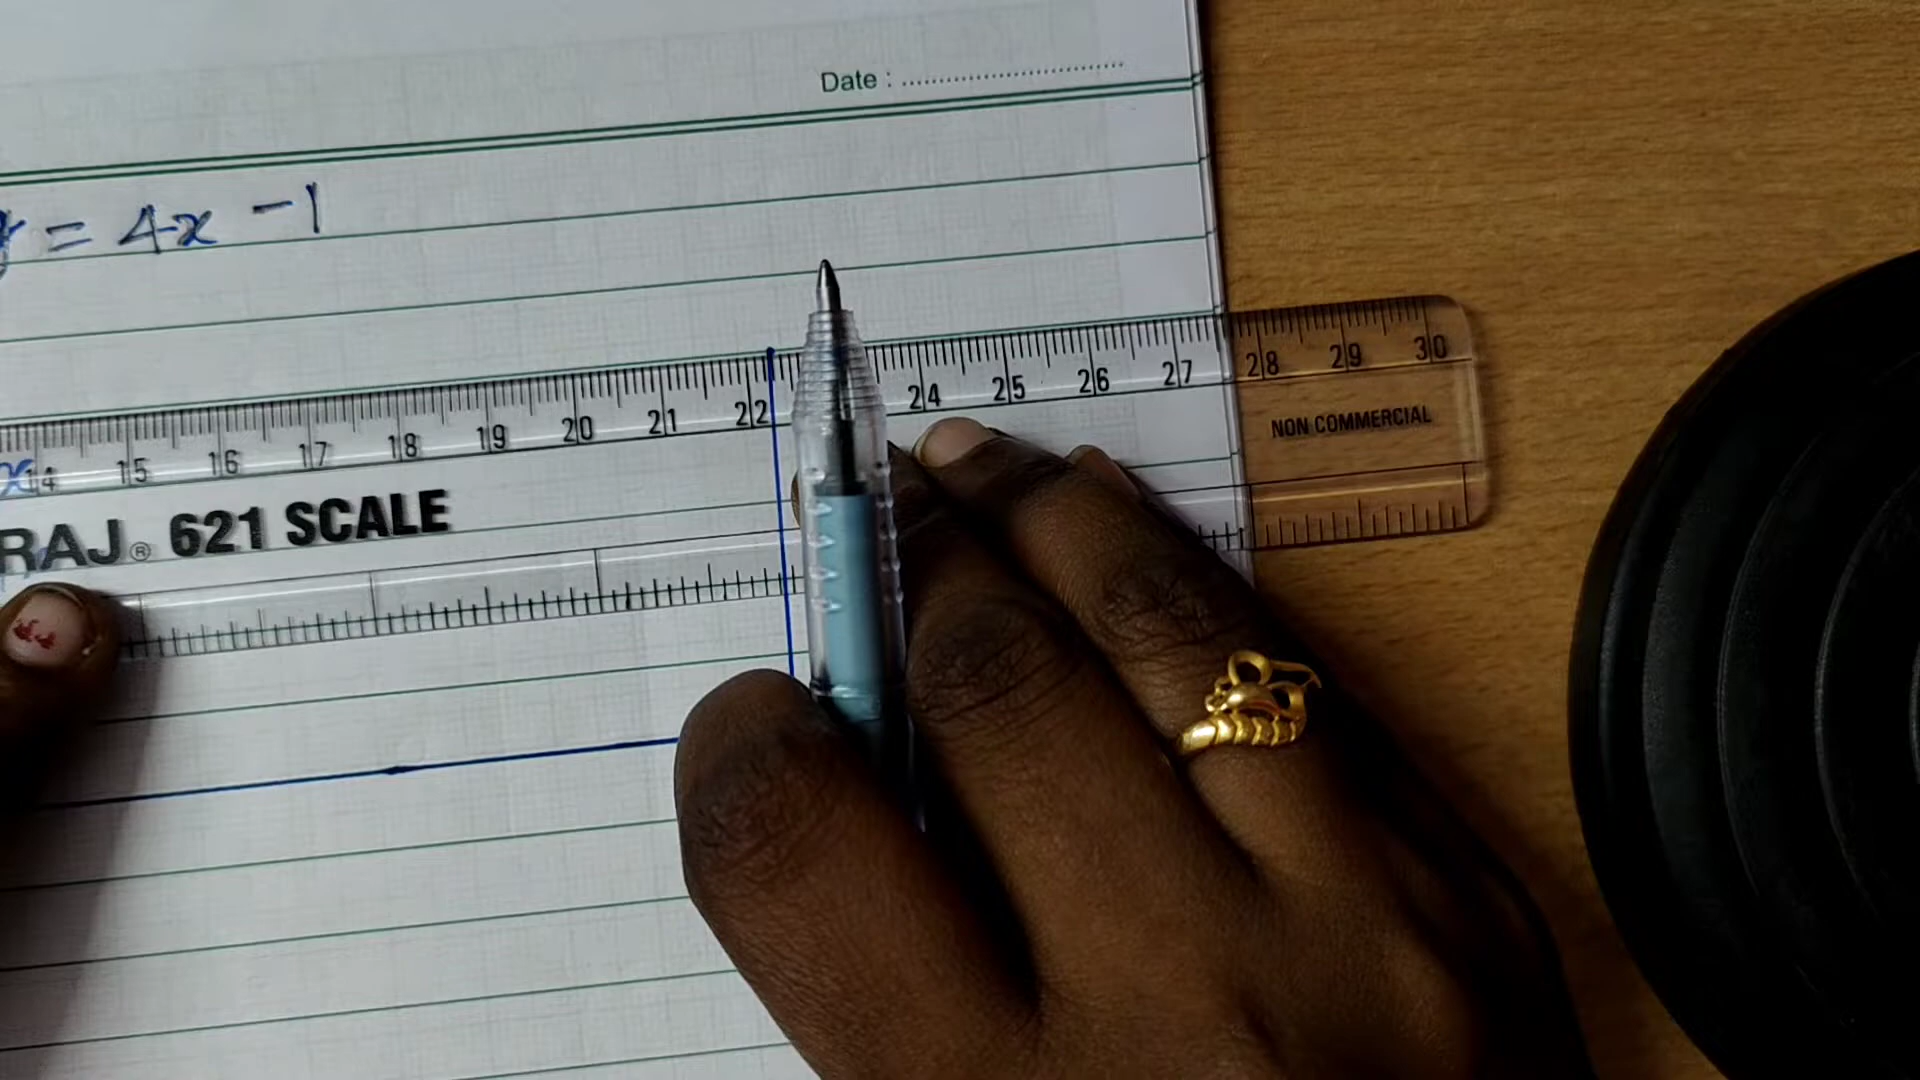 Date : ..............................
= 4x - 1
14 15 16 17 18 19 20 21 22 24 25 26 27 28 29 30
NON COMMERCIAL
RAJ® 621 SCALE